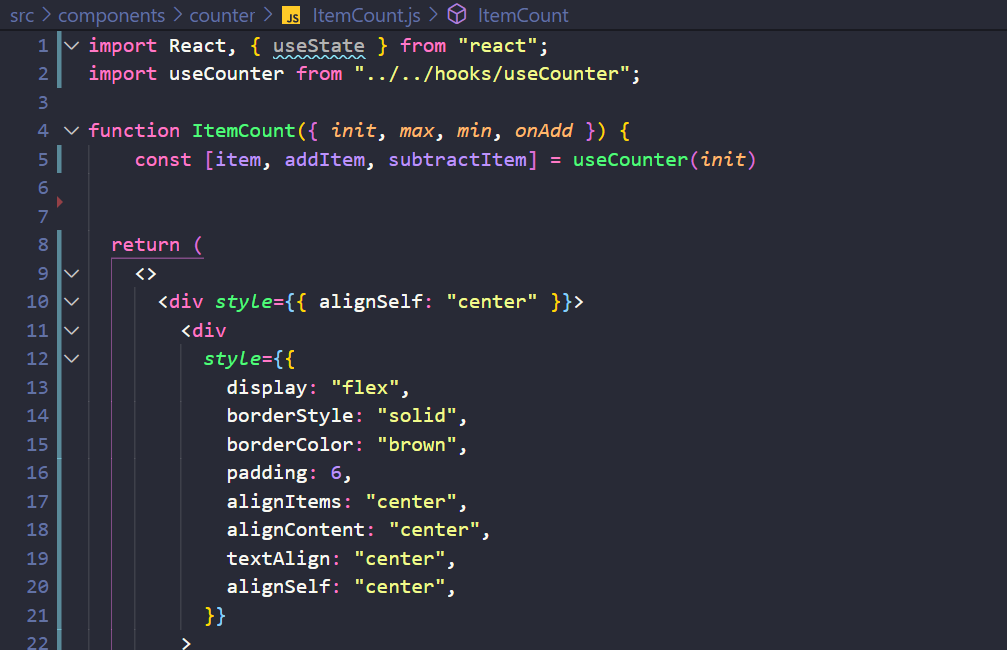 src > components > counter > JS ItemCount.js > ItemCount
1 import React, { useState } from "react";
2 import useCounter from "../../hooks/useCounter";
3
4 function ItemCount({ init, max, min, onAdd }) {
5     const [item, addItem, subtractItem] = useCounter(init)
6
7
8   return (
9     <>
10       <div style={{ alignSelf: "center" }}>
11         <div
12           style={{
13             display: "flex",
14             borderStyle: "solid",
15             borderColor: "brown",
16             padding: 6,
17             alignItems: "center",
18             alignContent: "center",
19             textAlign: "center",
20             alignSelf: "center",
21           }}
22         >